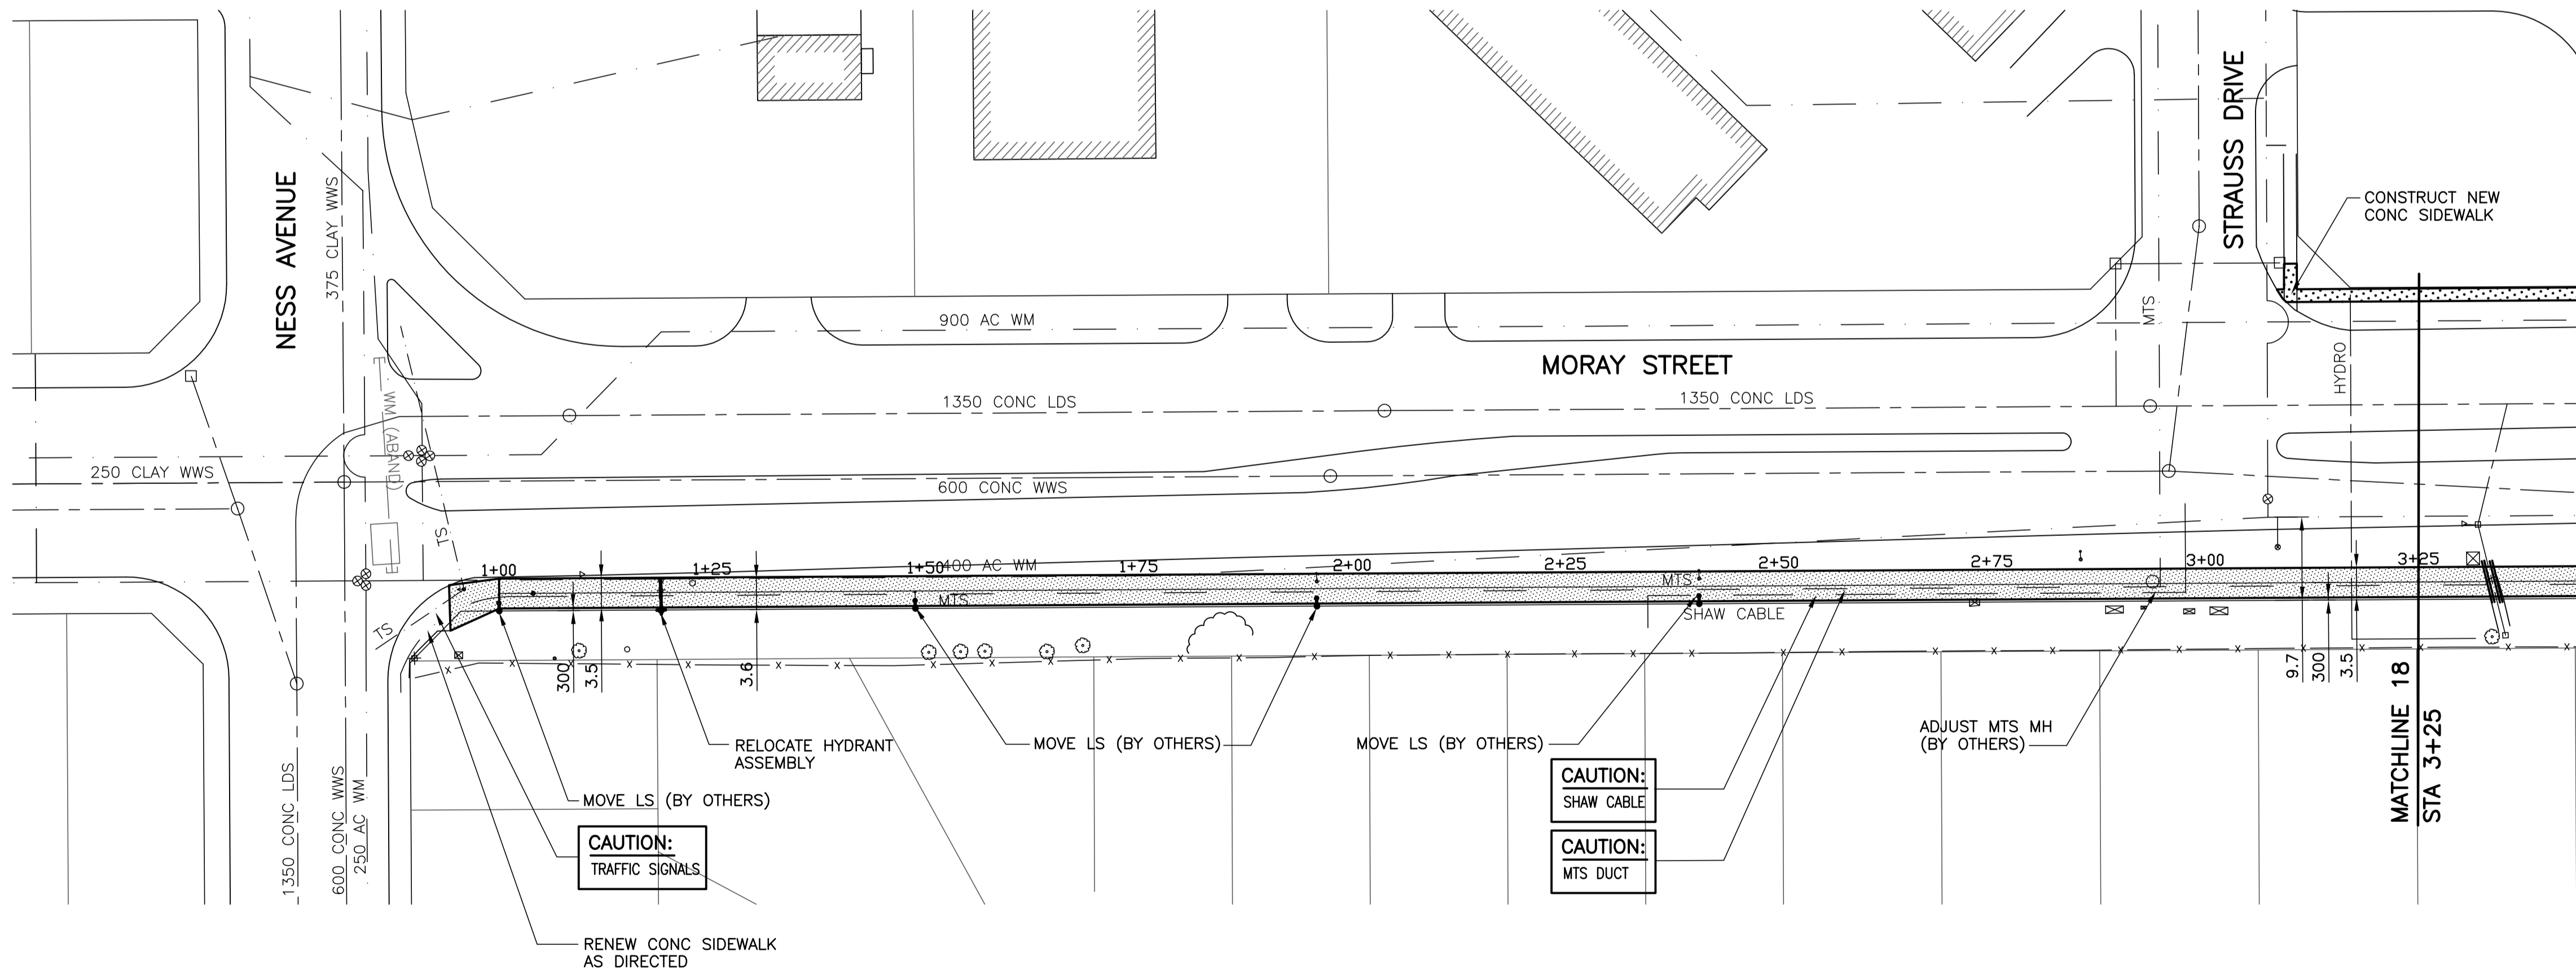 NESS AVENUE
375 CLAY WWS
STRAUSS DRIVE
CONSTRUCT NEW
CONC SIDEWALK
MTS
900 AC WM
HYDRO
MORAY STREET
WM (ABAND)
1350 CONC LDS
1350 CONC LDS
250 CLAY WWS
600 CONC WWS
TS
400 AC WM
1+00
1+25
1+50
1+75
2+00
2+25
2+50
2+75
3+00
3+25
MTS
MTS
SHAW CABLE
TS
300
3.5
3.6
9.7
300
3.5
RELOCATE HYDRANT
ASSEMBLY
MOVE LS (BY OTHERS)
MOVE LS (BY OTHERS)
ADJUST MTS MH
(BY OTHERS)
MATCHLINE 18
STA 3+25
CAUTION:
SHAW CABLE
MOVE LS (BY OTHERS)
CAUTION:
TRAFFIC SIGNALS
CAUTION:
MTS DUCT
1350 CONC LDS
600 CONC WWS
250 AC WM
RENEW CONC SIDEWALK
AS DIRECTED